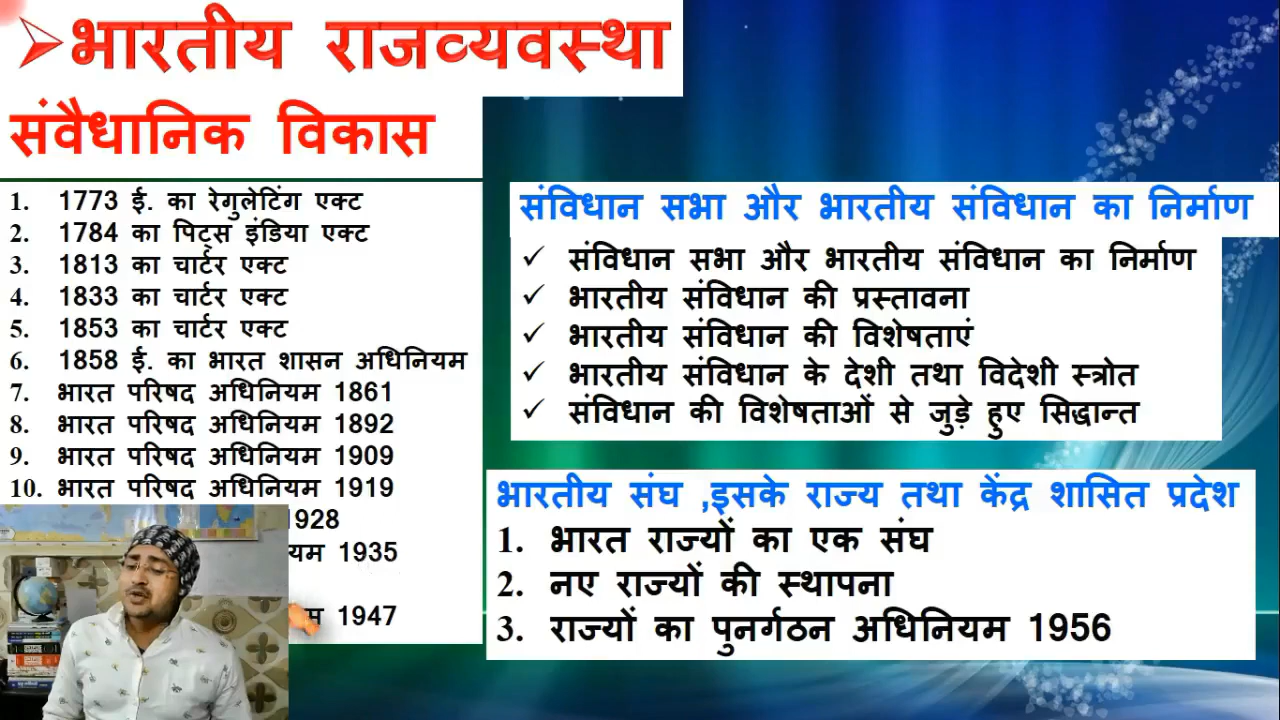 भारतीय राजव्यवस्था
संवैधानिक विकास
1. 1773 ई. का रेगुलेटिंग एक्ट
2. 1784 का पिट्स इंडिया एक्ट
3. 1813 का चार्टर एक्ट
4. 1833 का चार्टर एक्ट
5. 1853 का चार्टर एक्ट
6. 1858 ई. का भारत शासन अधिनियम
7. भारत परिषद अधिनियम 1861
8. भारत परिषद अधिनियम 1892
9. भारत परिषद अधिनियम 1909
10. भारत परिषद अधिनियम 1919
1928
यम 1935
म 1947
संविधान सभा और भारतीय संविधान का निर्माण
✓ संविधान सभा और भारतीय संविधान का निर्माण
✓ भारतीय संविधान की प्रस्तावना
✓ भारतीय संविधान की विशेषताएं
✓ भारतीय संविधान के देशी तथा विदेशी स्त्रोत
✓ संविधान की विशेषताओं से जुड़े हुए सिद्धान्त
भारतीय संघ ,इसके राज्य तथा केंद्र शासित प्रदेश
1. भारत राज्यों का एक संघ
2. नए राज्यों की स्थापना
3. राज्यों का पुनर्गठन अधिनियम 1956